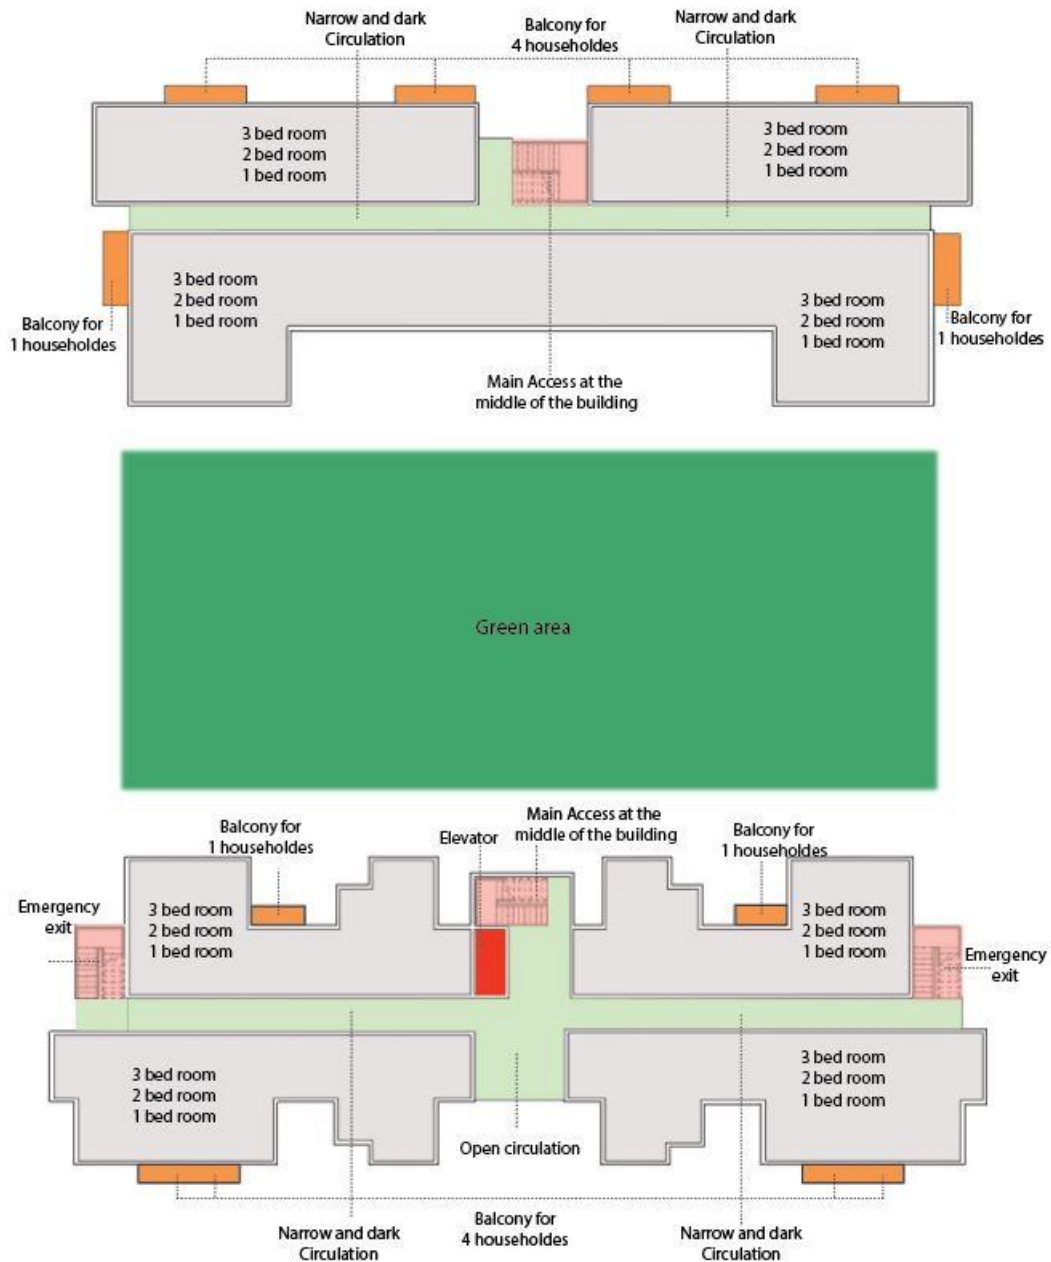 Narrow and dark
Circulation
Balcony for
4 householdes
Narrow and dark
Circulation
3 bed room
2 bed room
1 bed room
3 bed room
2 bed room
1 bed room
3 bed room
2 bed room
1 bed room
3 bed room
2 bed room
1 bed room
Balcony for
1 householdes
Balcony for
1 householdes
Main Access at the
middle of the building
Green area
Balcony for
1 householdes
Elevator
Main Access at the
middle of the building
Balcony for
1 householdes
Emergency
exit
3 bed room
2 bed room
1 bed room
3 bed room
2 bed room
1 bed room
Emergency
exit
3 bed room
2 bed room
1 bed room
3 bed room
2 bed room
1 bed room
Open circulation
Narrow and dark
Circulation
Balcony for
4 householdes
Narrow and dark
Circulation